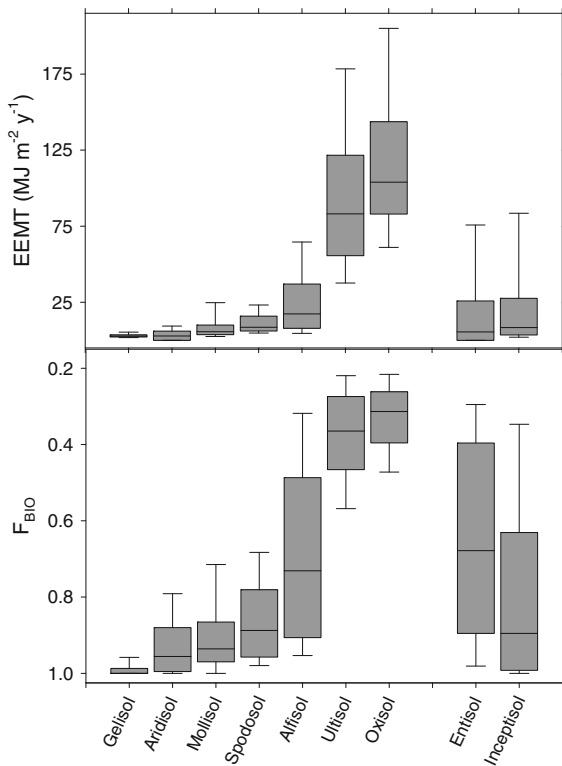 EEMT (MJ m⁻² y⁻¹)
175
125
75
25
F_BIO
0.2
0.4
0.6
0.8
1.0
Gelisol
Aridisol
Mollisol
Spodosol
Alfisol
Ultisol
Oxisol
Entisol
Inceptisol